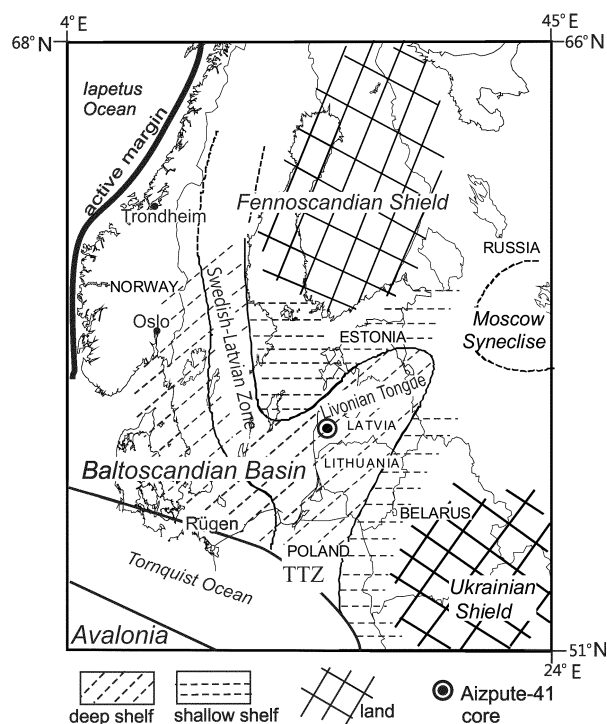 4°E
45°E
68°N
66°N
Iapetus
Ocean
active margin
Trondheim
Fennoscandian Shield
RUSSIA
NORWAY
Swedish-Latvian Zone
Moscow
Syneclise
Oslo
ESTONIA
Livonian Tongue
LATVIA
LITHUANIA
Baltoscandian Basin
BELARUS
Rügen
POLAND
TTZ
Tornquist Ocean
Ukrainian
Shield
Avalonia
51°N
24°E
deep shelf
shallow shelf
land
Aizpute-41
core